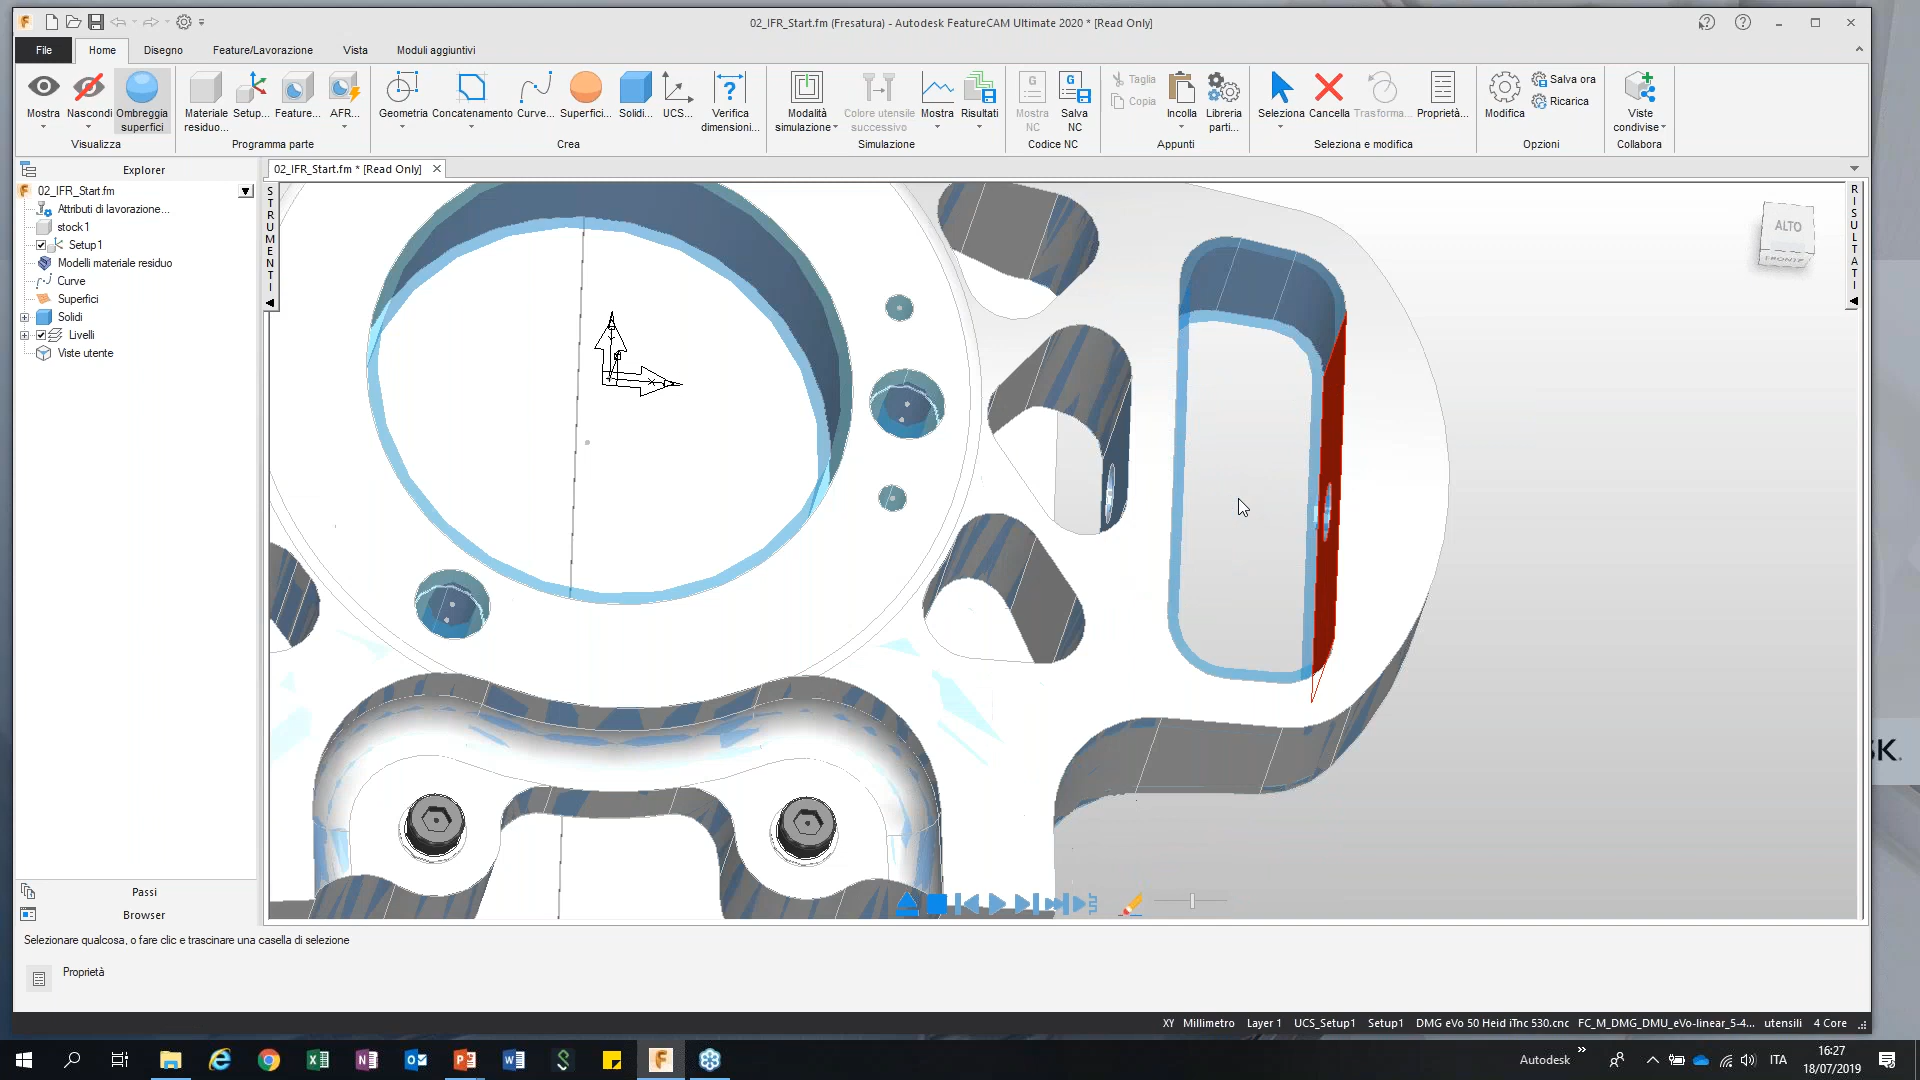 02_IFR_Start.fm (Fresatura) - Autodesk FeatureCAM Ultimate 2020 * [Read Only]
File Home Disegno Feature/Lavorazione Vista Moduli aggiuntivi
Mostra Nascondi Ombreggia superfici
Visualizza
Materiale residuo... Setup... Feature... AFR...
Programma parte
Geometria Concatenamento Curve... Superfici... Solidi... UCS... Verifica dimensioni...
Crea
Modalità simulazione Colore utensile successivo Mostra Risultati
Simulazione
Mostra NC Salva NC
Codice NC
Taglia
Copia
Incolla Libreria parti...
Appunti
Seleziona Cancella Trasforma... Proprietà...
Seleziona e modifica
Modifica
Salva ora
Ricarica
Opzioni
Viste condivise
Collabora
Explorer
02_IFR_Start.fm
Attributi di lavorazione...
stock1
Setup1
Modelli materiale residuo
Curve
Superfici
Solidi
Livelli
Viste utente
Passi
Browser
02_IFR_Start.fm * [Read Only]
STRUMENTI
RISULTATI
ALTO
FRONTE
SK.
Selezionare qualcosa, o fare clic e trascinare una casella di selezione
Proprietà
XY Millimetro Layer 1 UCS_Setup1 Setup1 DMG eVo 50 Heid iTnc 530.cnc FC_M_DMG_DMU_eVo-linear_5-4... utensili 4 Core
Autodesk
ITA
16:27
18/07/2019